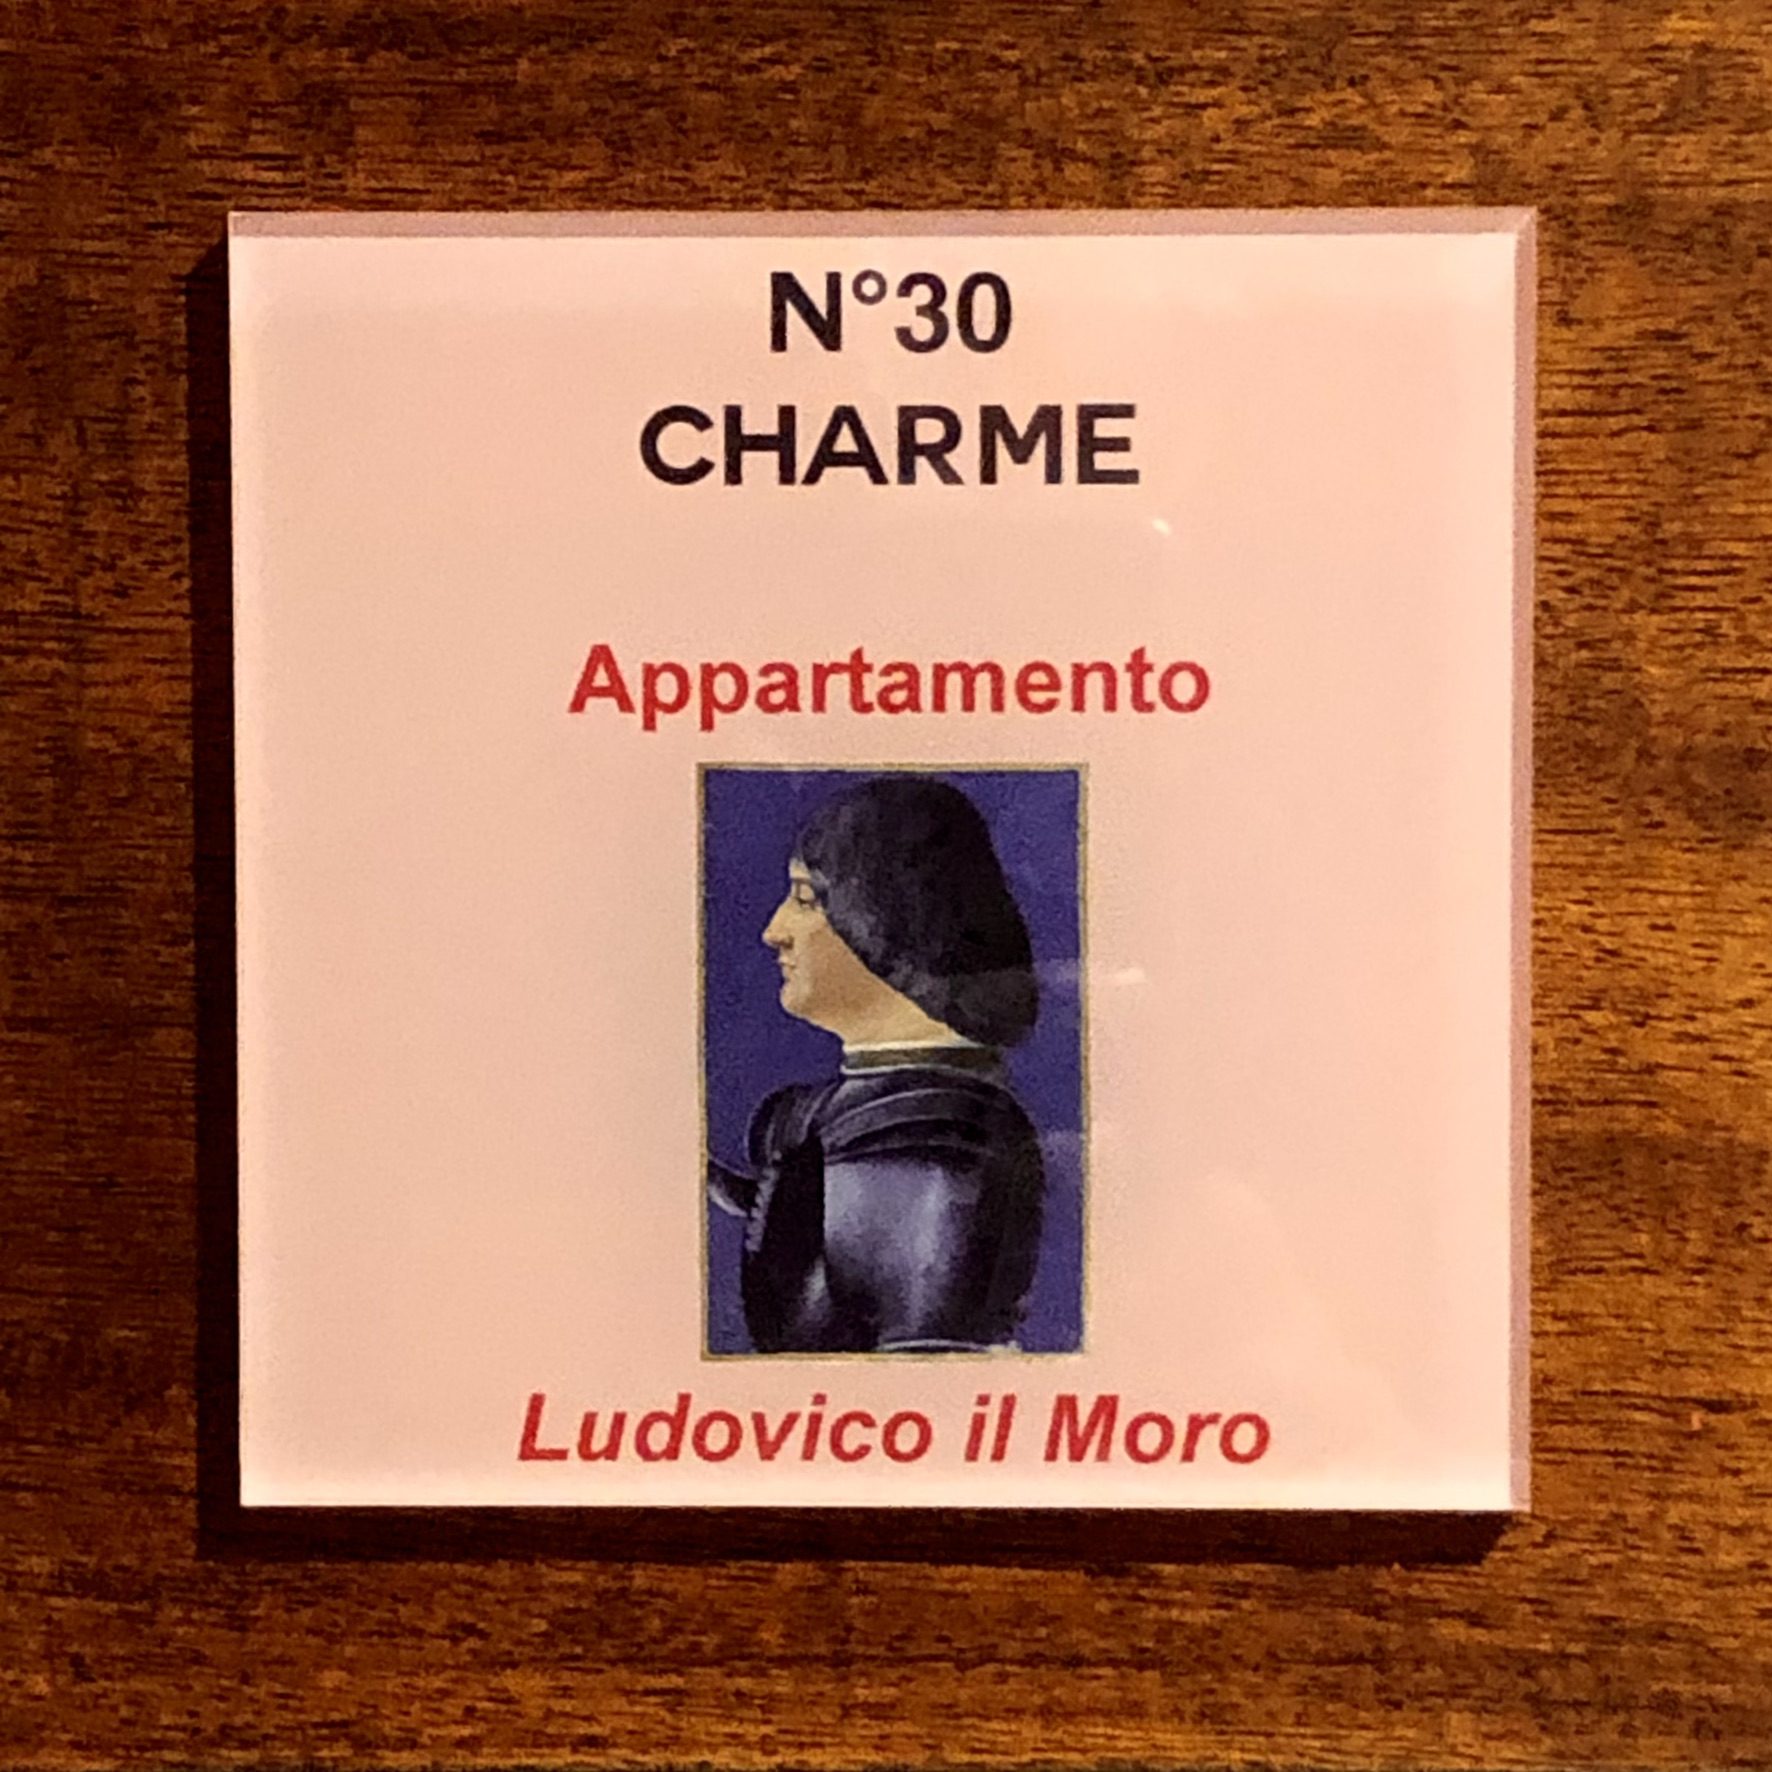 N°30
CHARME
Appartamento
Ludovico il Moro